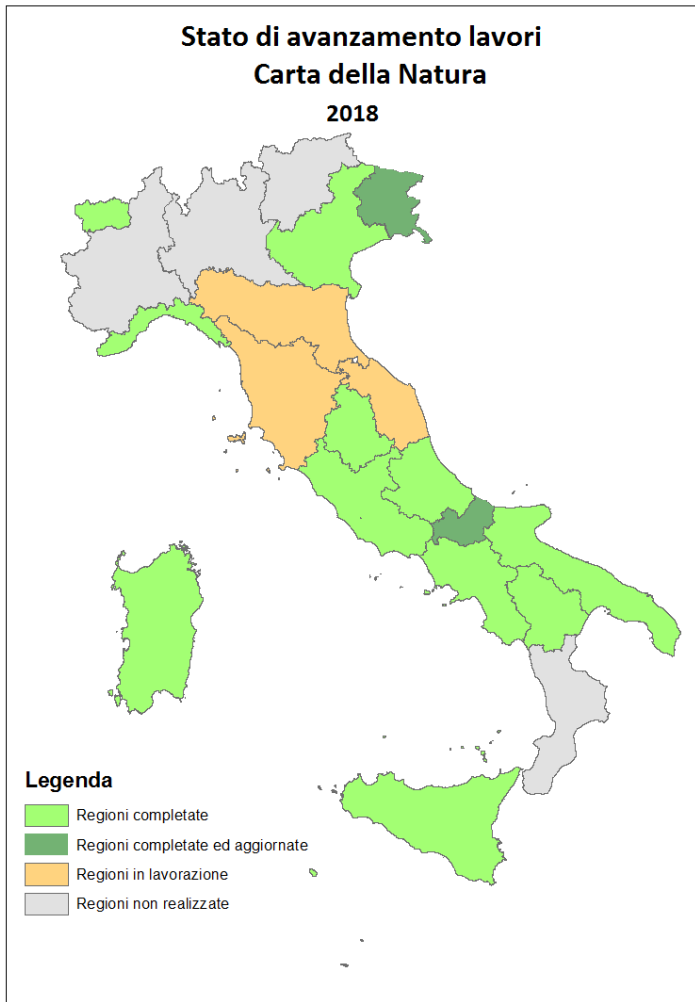 Stato di avanzamento lavori
Carta della Natura
2018
Legenda
Regioni completate
Regioni completate ed aggiornate
Regioni in lavorazione
Regioni non realizzate